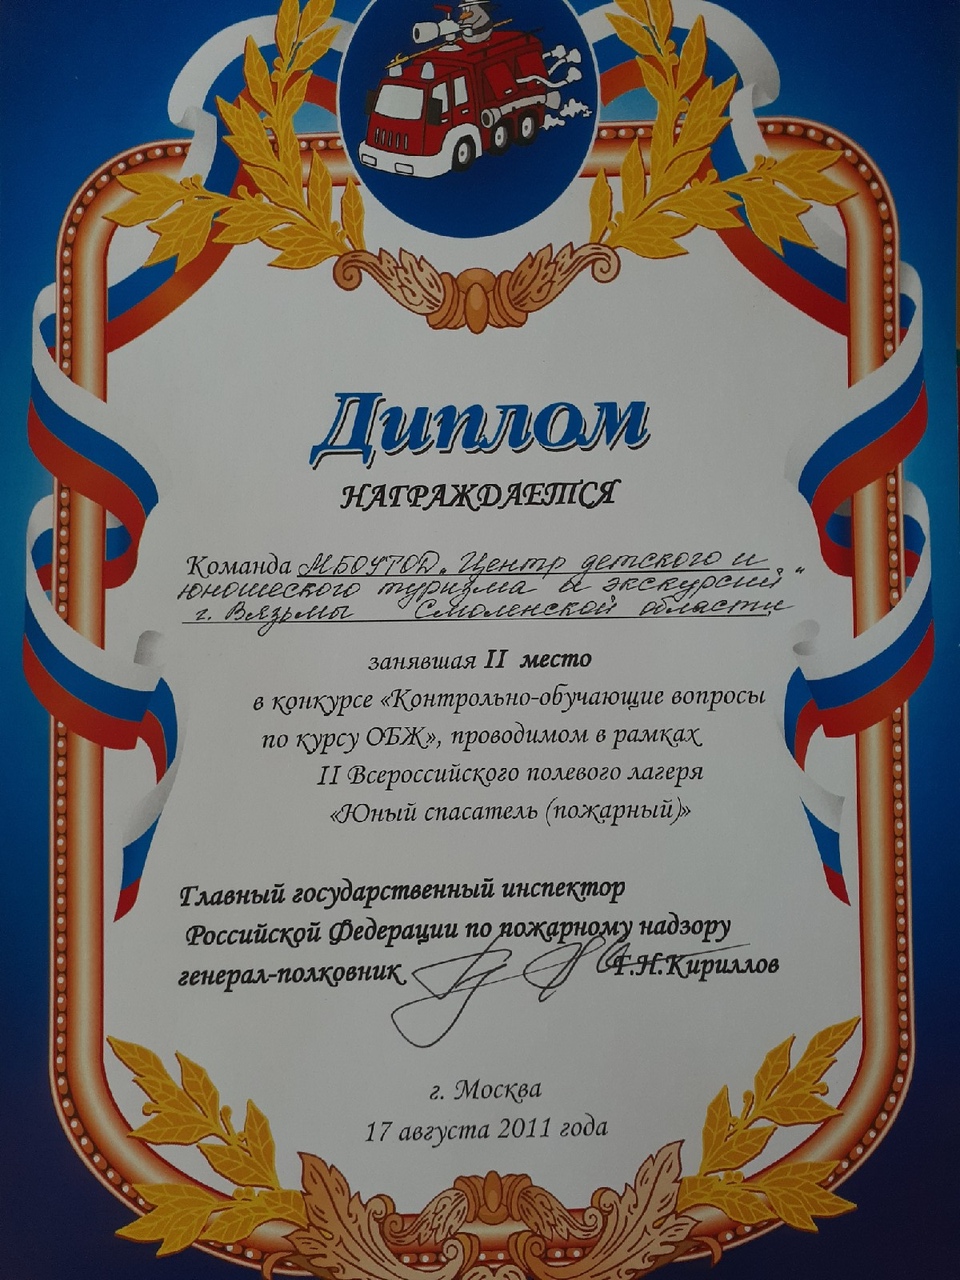 Диплом
НАГРАЖДАЕТСЯ
Команда МБОУТОД "Центр детского и
юношеского туризма и экскурсий"
г. Вязьмы Смоленской области
занявшая II место
в конкурсе «Контрольно-обучающие вопросы
по курсу ОБЖ», проводимом в рамках
II Всероссийского полевого лагеря
«Юный спасатель (пожарный)»
Главный государственный инспектор
Российской Федерации по пожарному надзору
генерал-полковник Г.Н.Кириллов
г. Москва
17 августа 2011 года